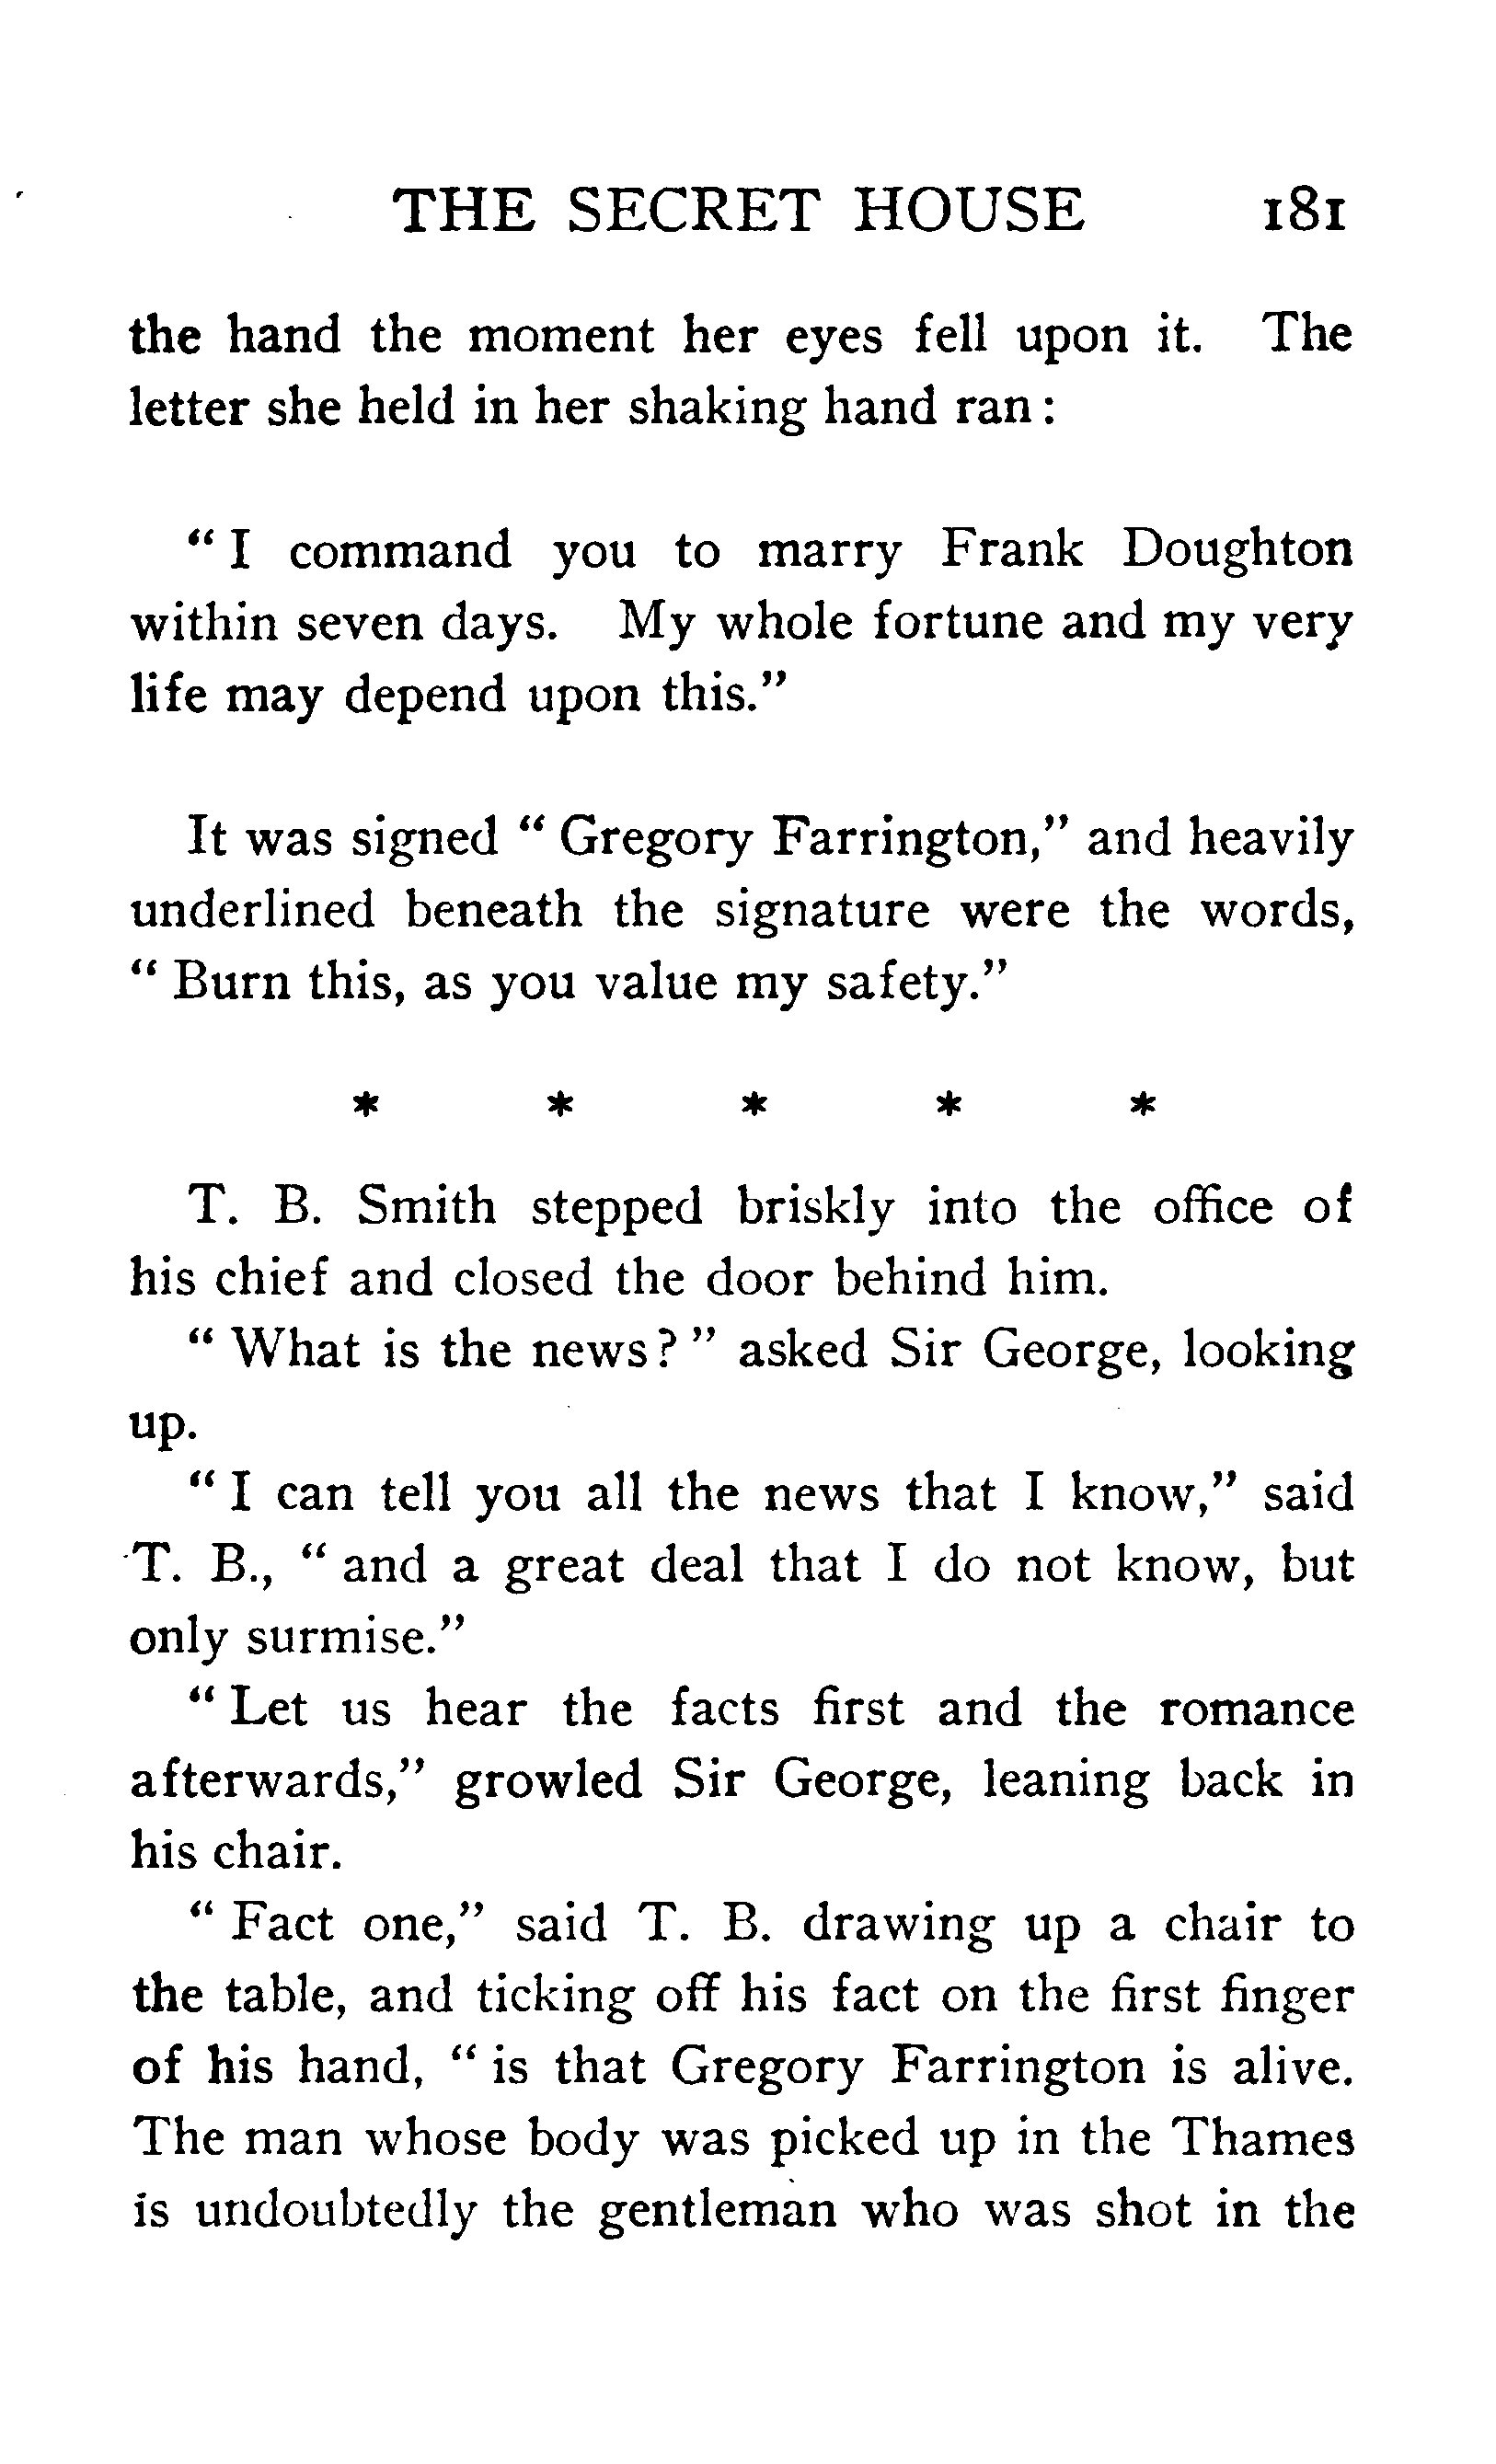 THE SECRET HOUSE 181
the hand the moment her eyes fell upon it. The
letter she held in her shaking hand ran :
“ I command you to marry Frank Doughton
within seven days. My whole fortune and my very
life may depend upon this.”
It was signed “ Gregory Farrington,” and heavily
underlined beneath the signature were the words,
“ Burn this, as you value my safety.”
* * * * *
T. B. Smith stepped briskly into the office of
his chief and closed the door behind him.
“ What is the news ? ” asked Sir George, looking
up.
“ I can tell you all the news that I know,” said
T. B., “ and a great deal that I do not know, but
only surmise.”
“ Let us hear the facts first and the romance
afterwards,” growled Sir George, leaning back in
his chair.
“ Fact one,” said T. B. drawing up a chair to
the table, and ticking off his fact on the first finger
of his hand, “ is that Gregory Farrington is alive.
The man whose body was picked up in the Thames
is undoubtedly the gentleman who was shot in the